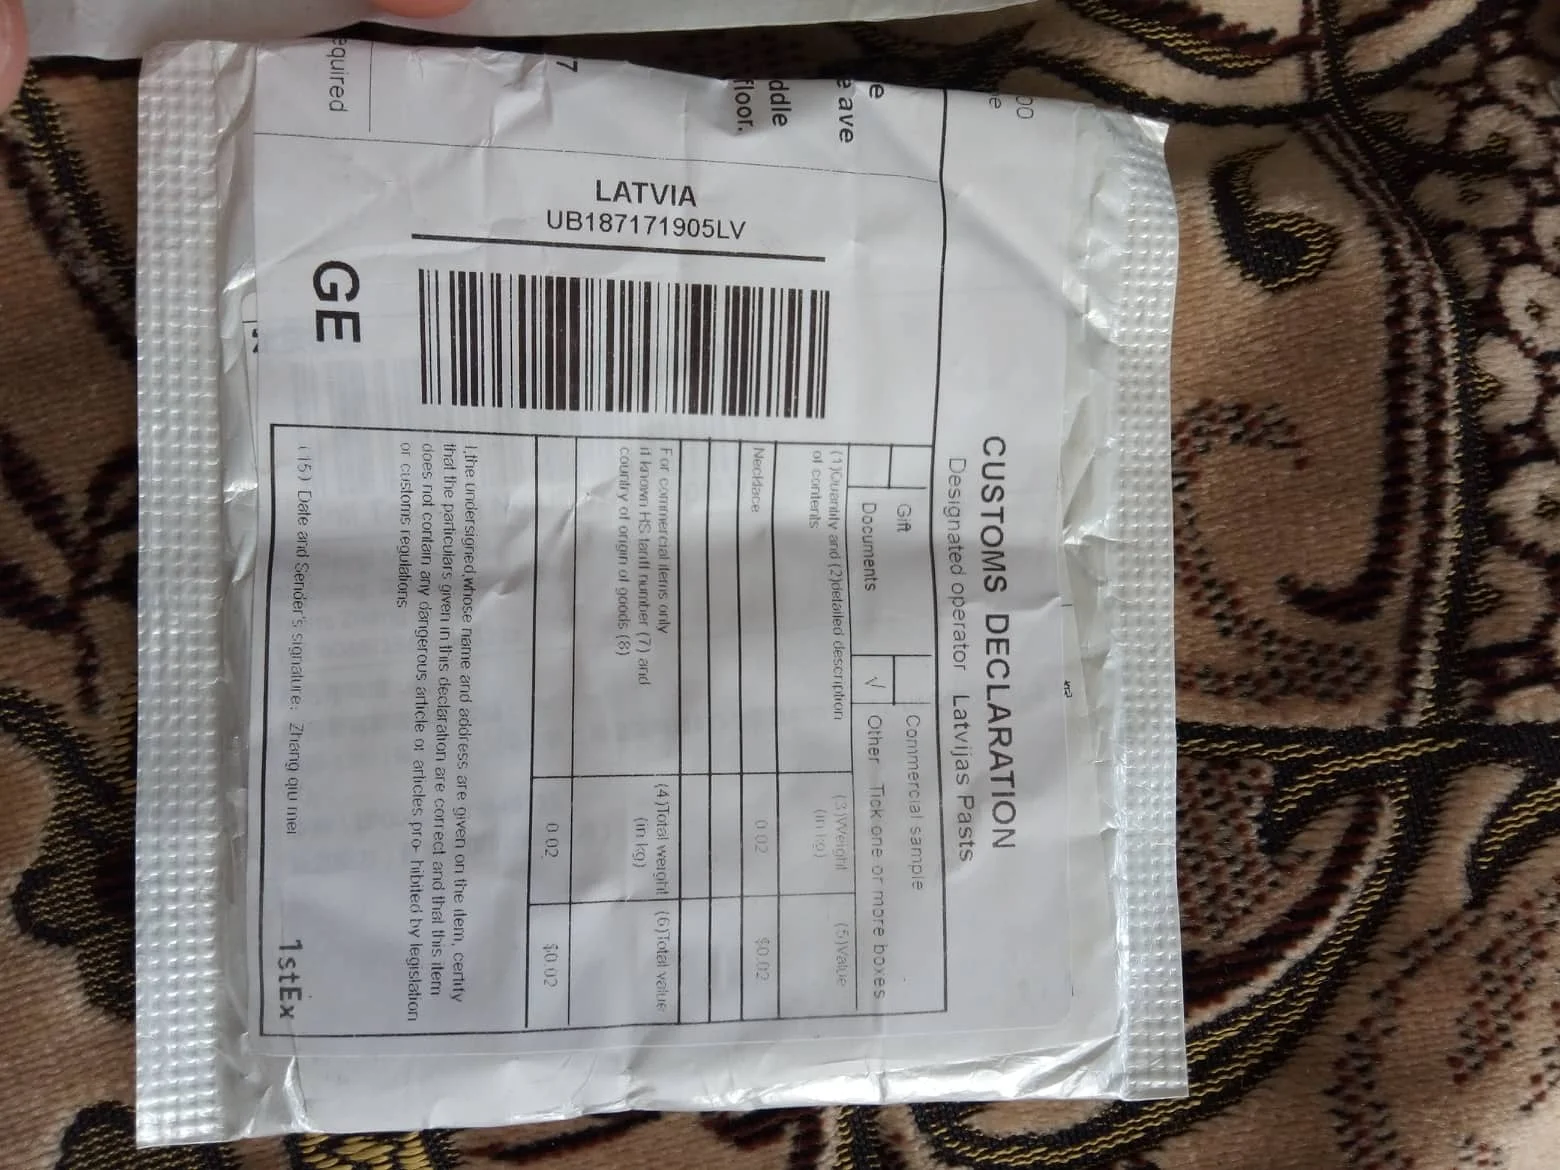 CUSTOMS DECLARATION
Designated operator Latvijas Pasts
Gift
Commercial sample
Documents
√ Other Tick one or more boxes
(1)Quantity and (2)detailed description
of contents
(3)Weight
(in kg)
(5)Value
Necklace 0.02 $0.02
For commercial items only
if known HS tariff number (7) and
country of origin of goods (8)
(4)Total weight
(in kg)
(6)Total value
0.02 $0.02
I,the undersigned,whose name and address are given on the item, certify
that the particulars given in this declaration are correct and that this item
does not contain any dangerous article or articles pro- hibited by legislation
or customs regulations
(15) Date and Sender's signature: Zhang qiu mei 1stEx
LATVIA
UB187171905LV
GE
00
e
e
e ave
ddle
floor.
7
equired